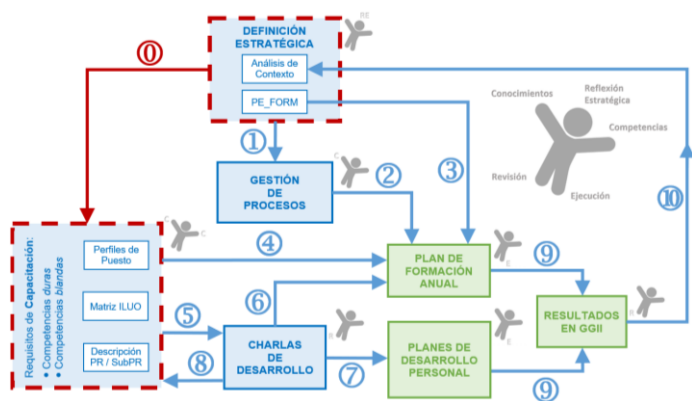 DEFINICIÓN
ESTRATÉGICA
RE
Análisis de
Contexto
PE_FORM
⓪
①
GESTIÓN
DE
PROCESOS
C
②
③
Conocimientos
Reflexión
Estratégica
Competencias
Revisión
Ejecución
⑩
Requisitos de Capacitación:
• Competencias duras
• Competencias blandas
Perfiles de
Puesto
Matriz ILUO
Descripción
PR / SubPR
C
C
④
⑤
⑥
⑦
⑧
CHARLAS
DE
DESARROLLO
R
PLAN DE
FORMACIÓN
ANUAL
E
⑨
PLANES DE
DESARROLLO
PERSONAL
E
⑨
RESULTADOS
EN GGII
R